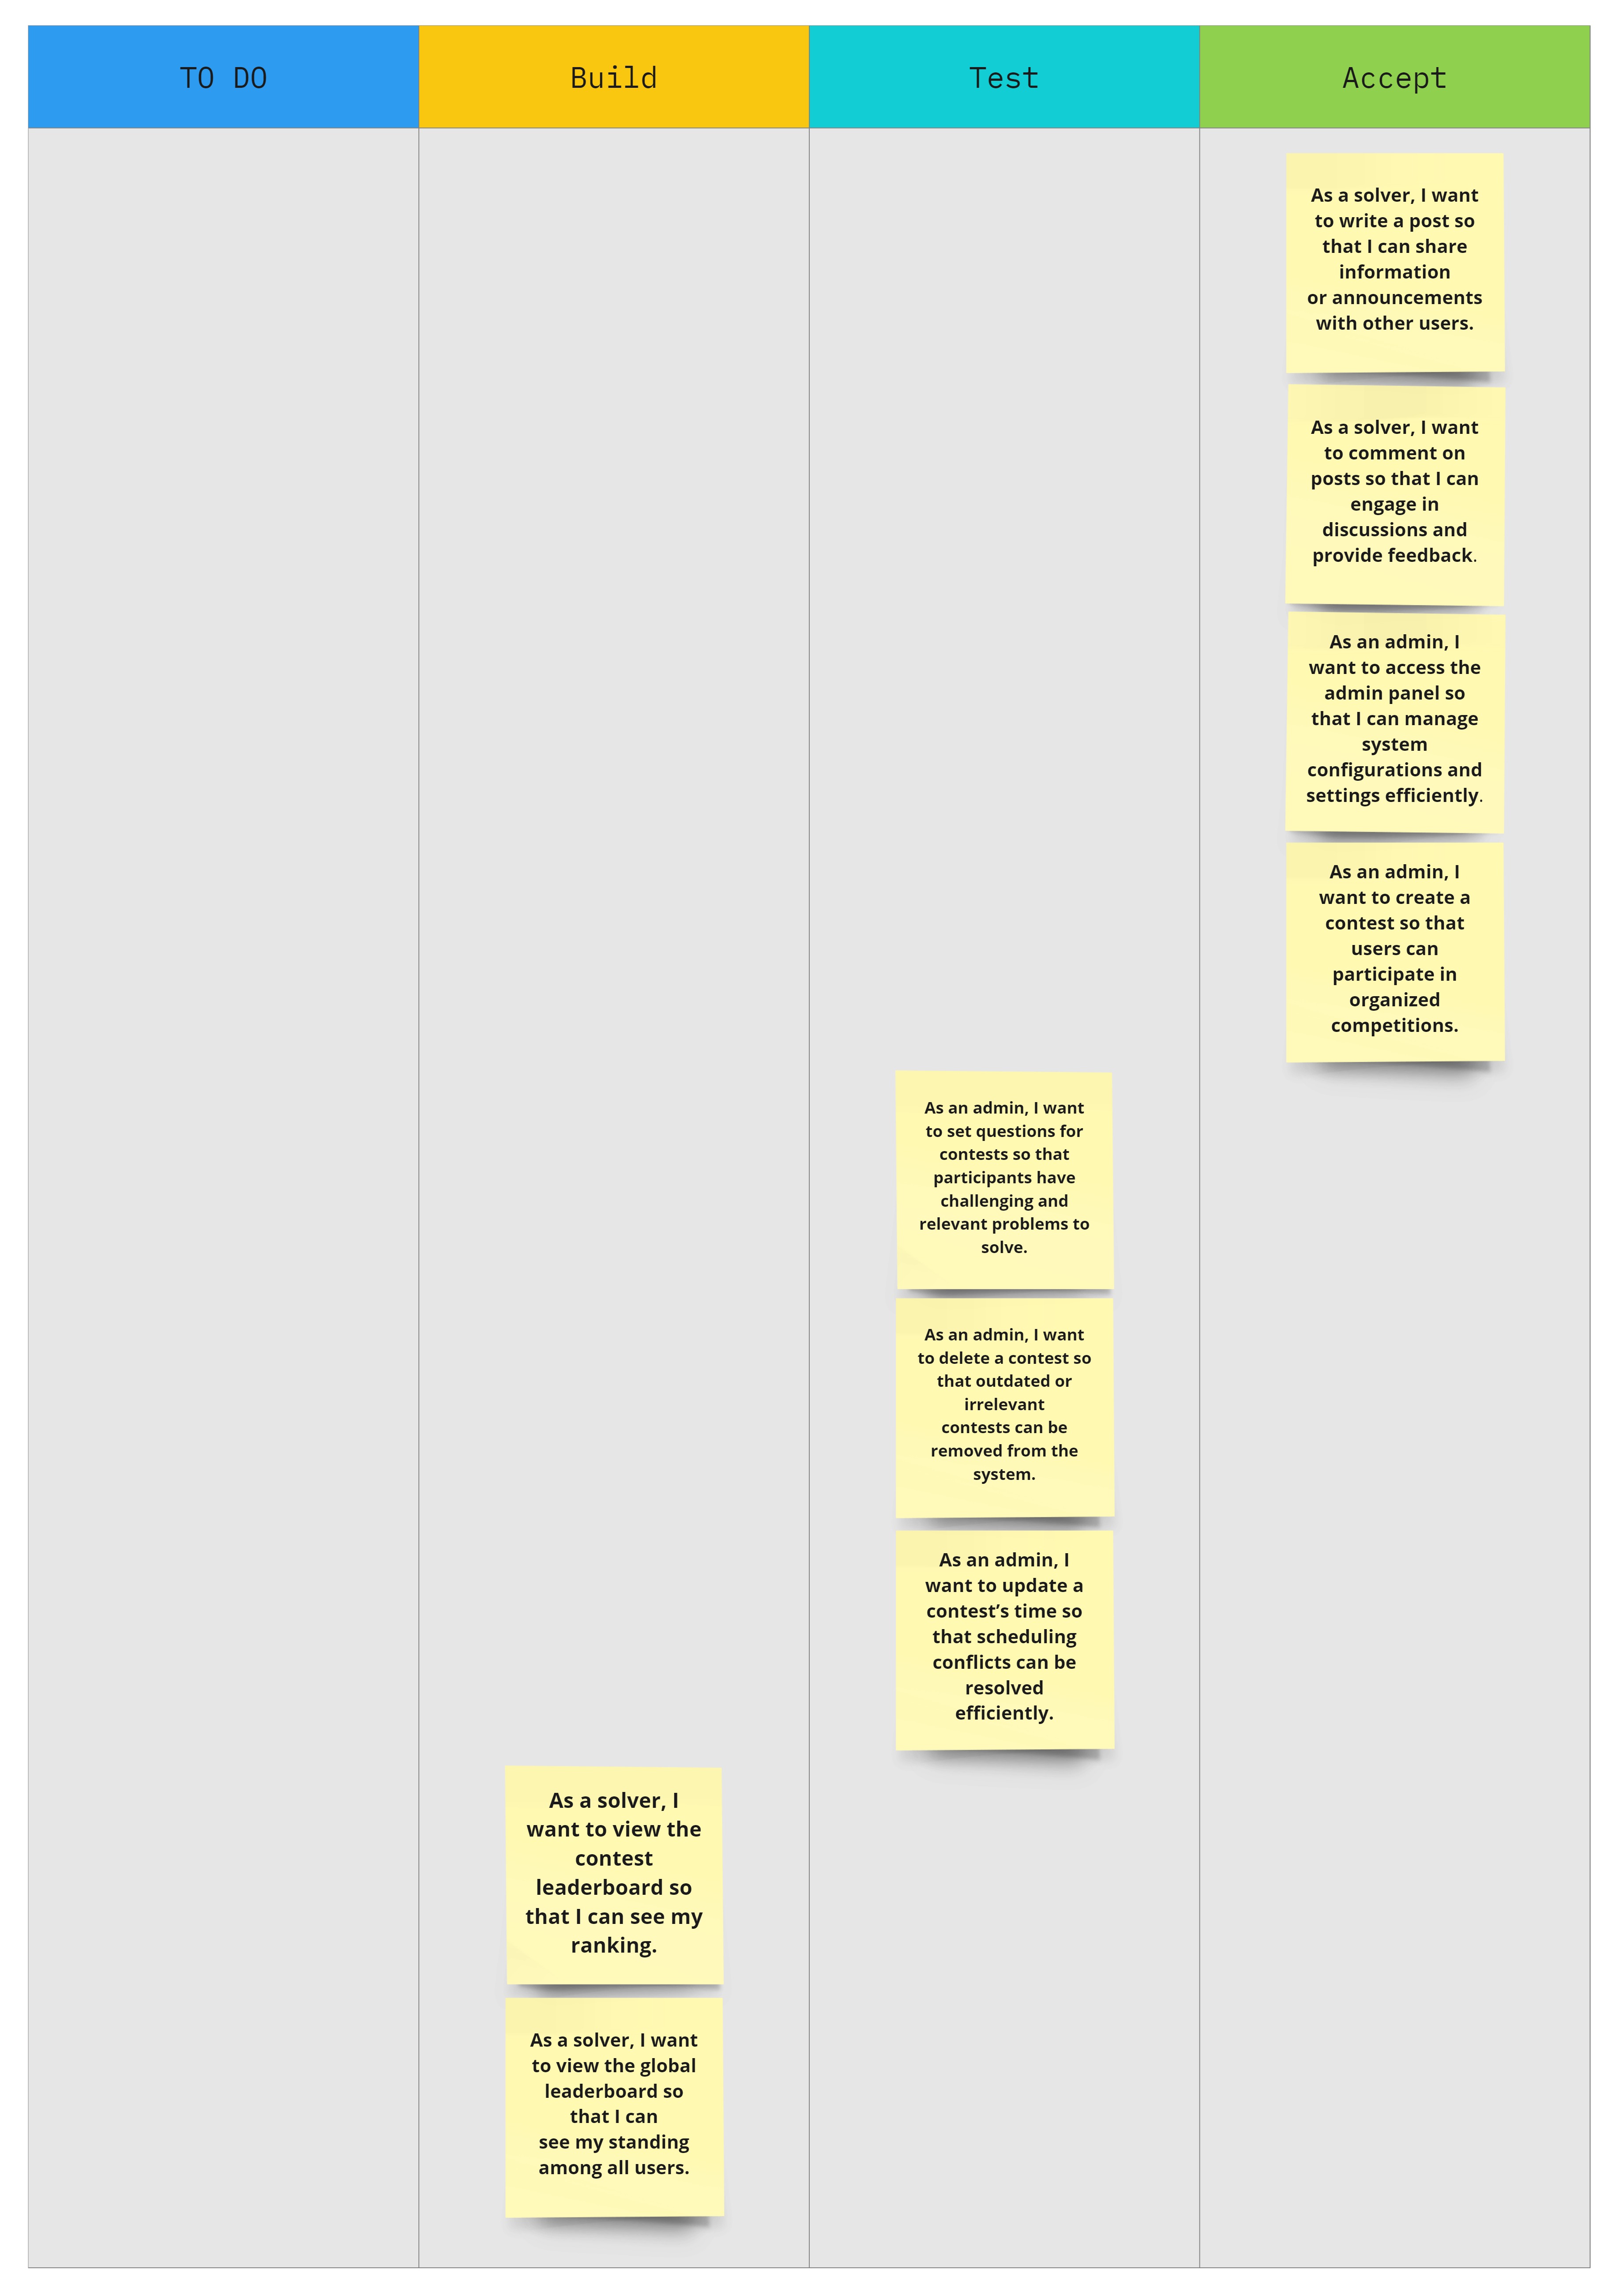 TO DO
Build
Test
Accept
As a solver, I want
to write a post so
that I can share
information
or announcements
with other users.
As a solver, I want
to comment on
posts so that I can
engage in
discussions and
provide feedback.
As an admin, I
want to access the
admin panel so
that I can manage
system
configurations and
settings efficiently.
As an admin, I
want to create a
contest so that
users can
participate in
organized
competitions.
As an admin, I want
to set questions for
contests so that
participants have
challenging and
relevant problems to
solve.
As an admin, I want
to delete a contest so
that outdated or
irrelevant
contests can be
removed from the
system.
As an admin, I
want to update a
contest’s time so
that scheduling
conflicts can be
resolved
efficiently.
As a solver, I
want to view the
contest
leaderboard so
that I can see my
ranking.
As a solver, I want
to view the global
leaderboard so
that I can
see my standing
among all users.